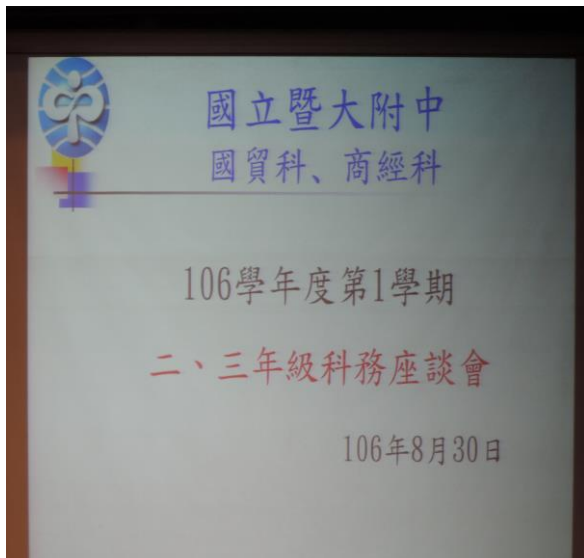 國立暨大附中
國貿科、商經科
106學年度第1學期
二、三年級科務座談會
106年8月30日